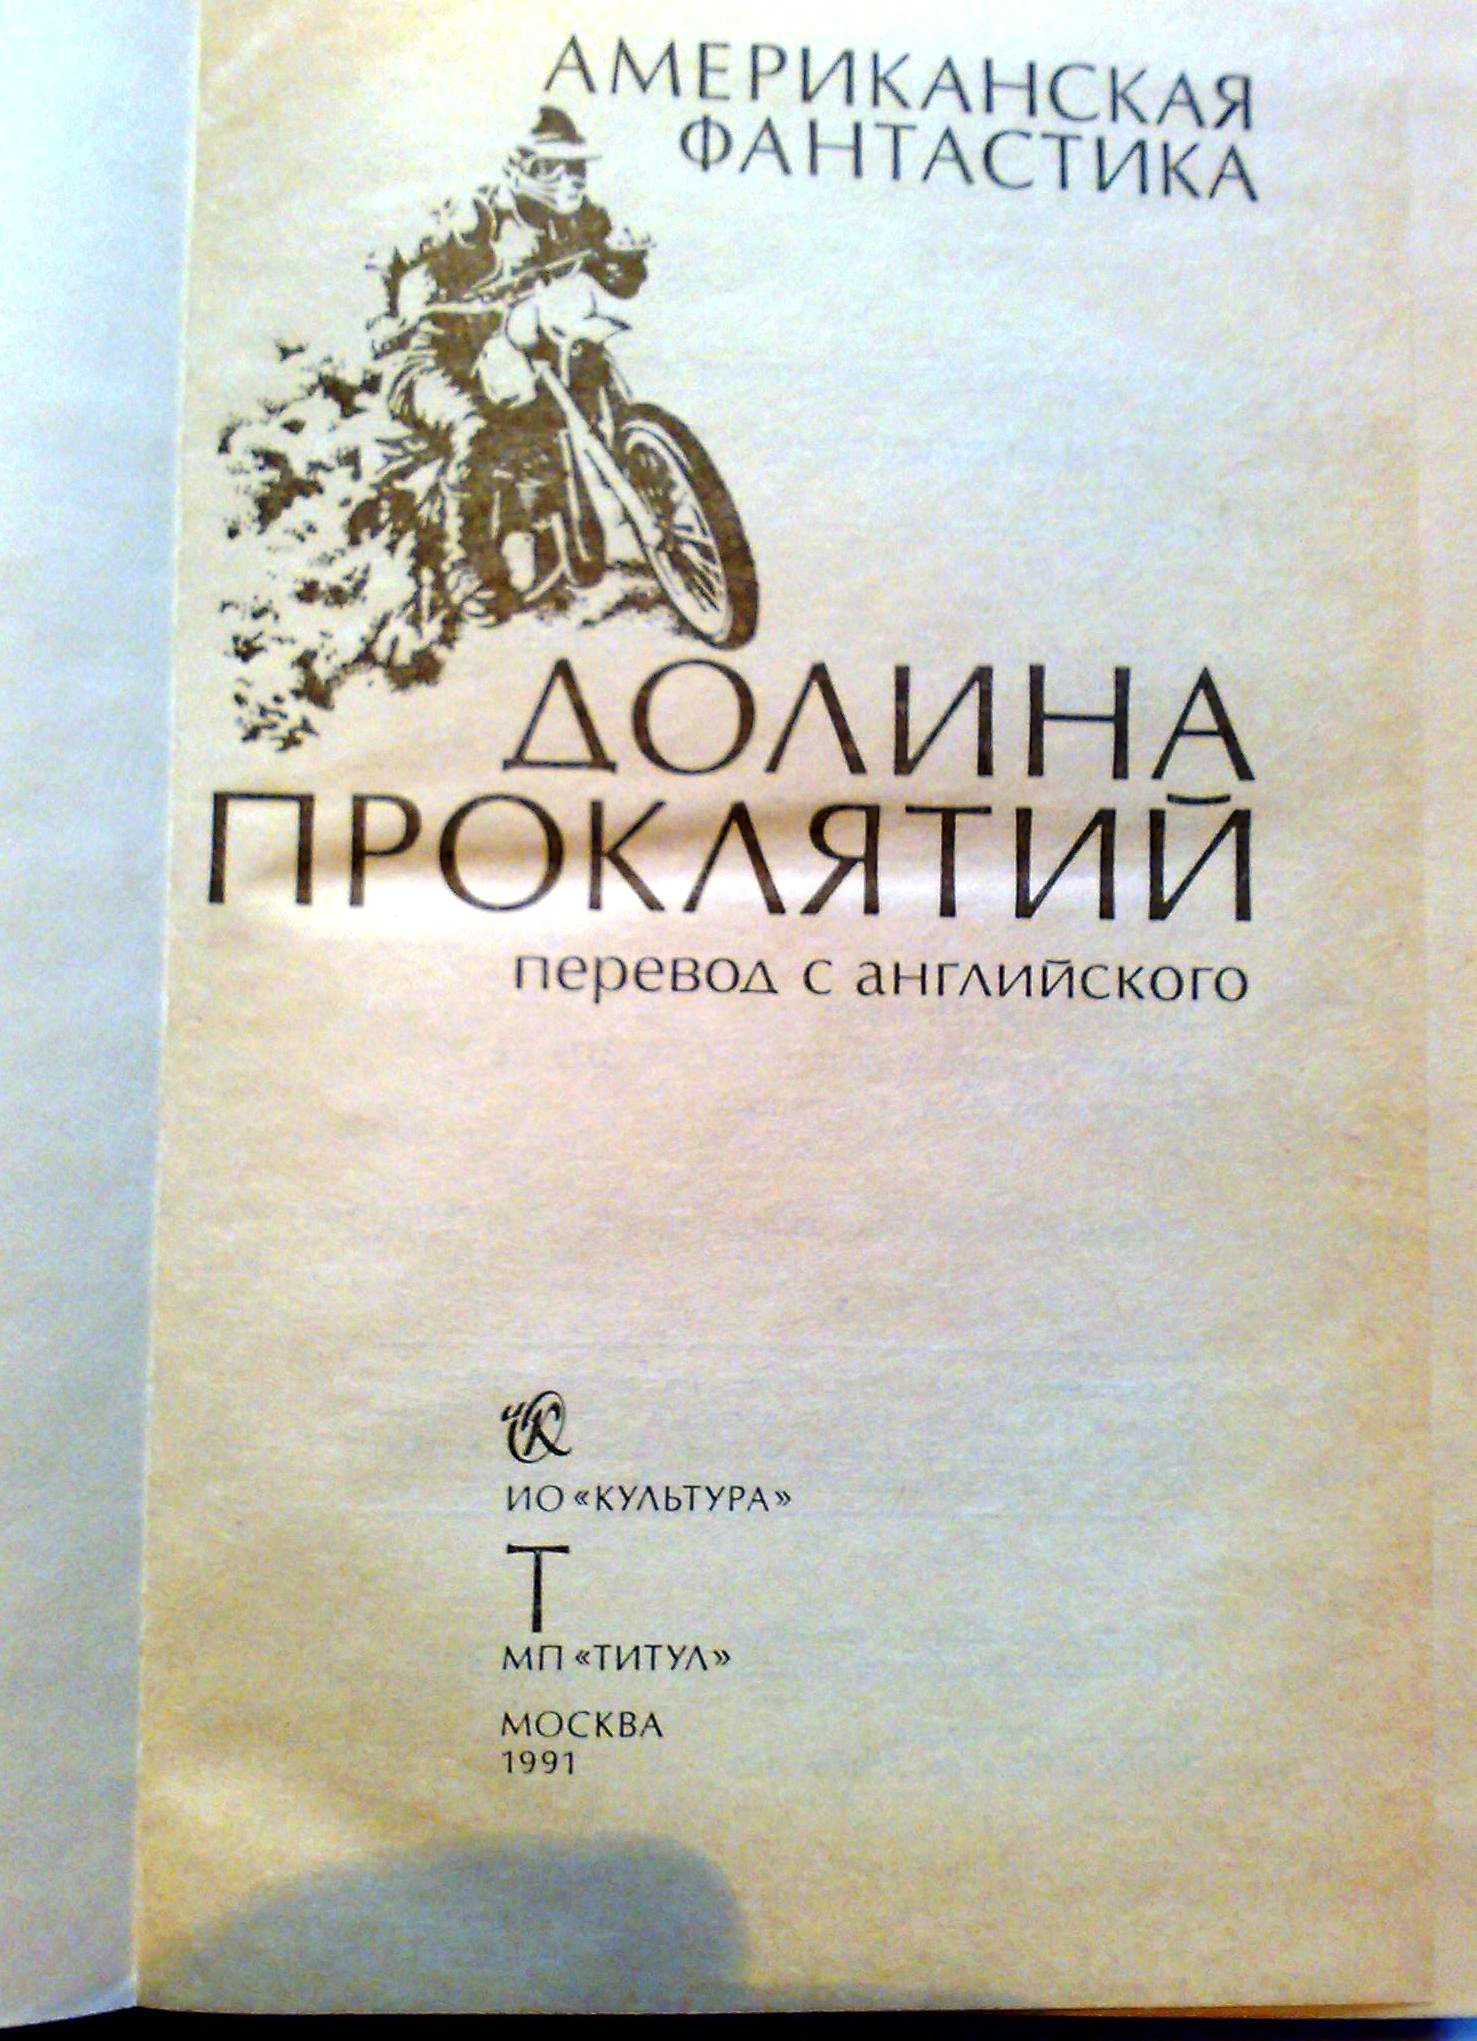 АМЕРИКАНСКАЯ
ФАНТАСТИКА
ДОЛИНА
ПРОКЛЯТИЙ
перевод с английского
ИО «КУЛЬТУРА»
Т
МП «ТИТУЛ»
МОСКВА
1991